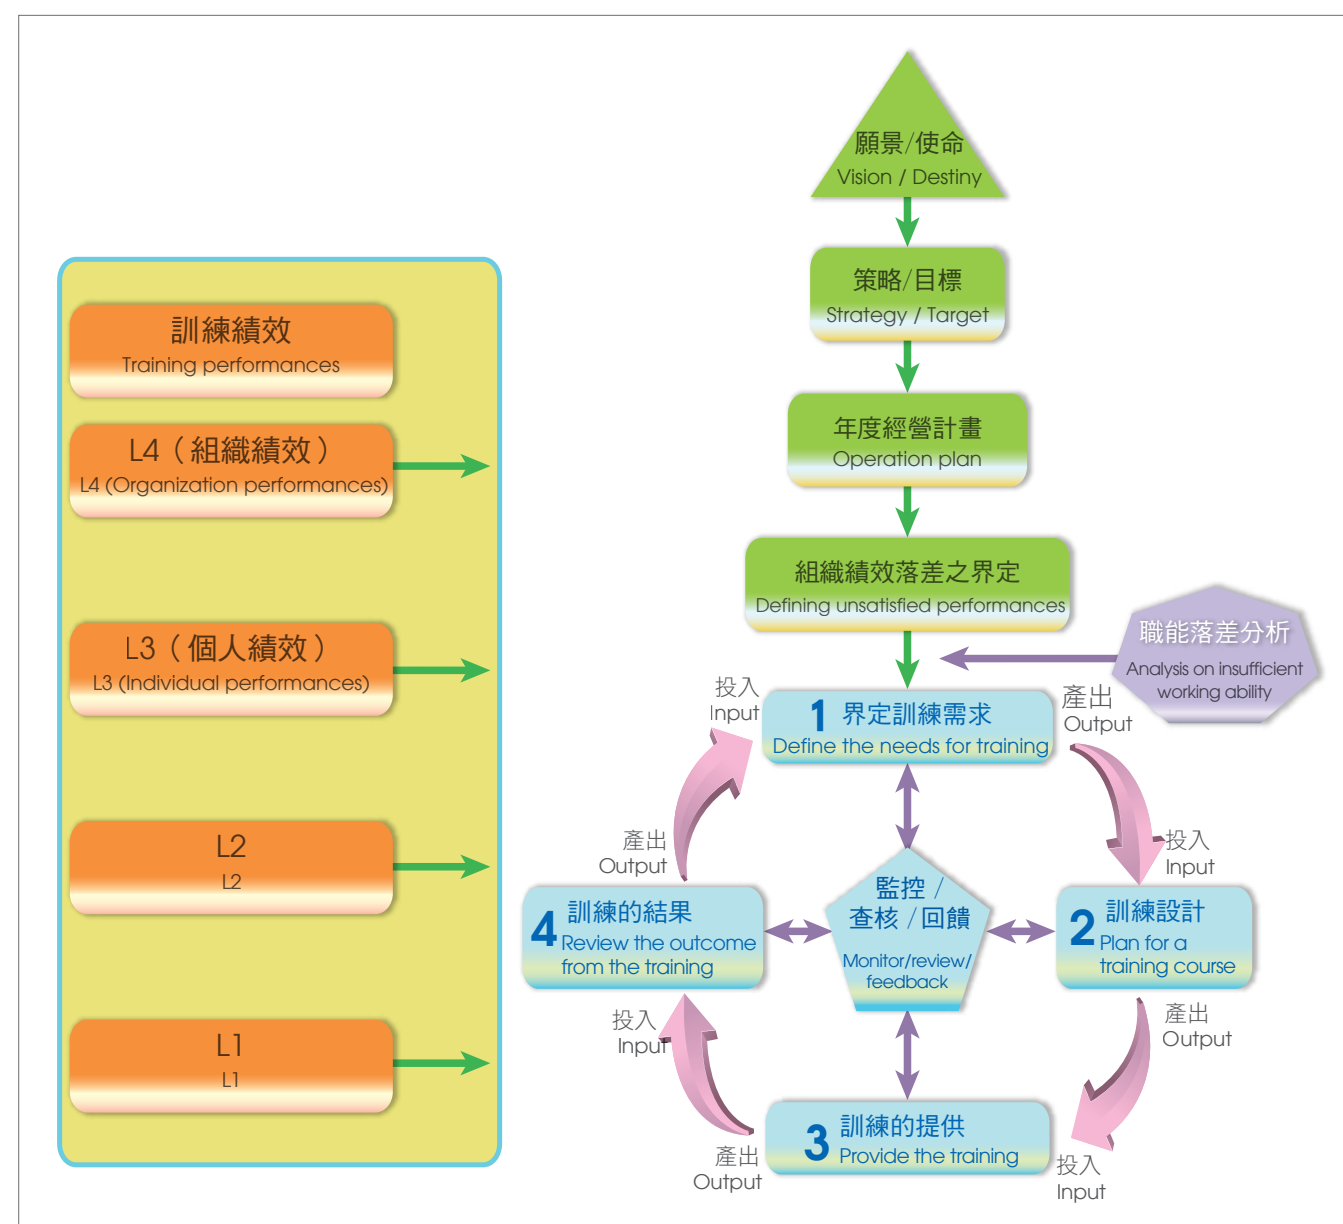 願景/使命
Vision / Destiny
策略/目標
Strategy / Target
年度經營計畫
Operation plan
組織績效落差之界定
Defining unsatisfied performances
職能落差分析
Analysis on insufficient
working ability
訓練績效
Training performances
L4（組織績效）
L4 (Organization performances)
L3（個人績效）
L3 (Individual performances)
L2
L2
L1
L1
投入
Input
1 界定訓練需求
Define the needs for training
產出
Output
投入
Input
2 訓練設計
Plan for a
training course
產出
Output
投入
Input
3 訓練的提供
Provide the training
產出
Output
投入
Input
4 訓練的結果
Review the outcome
from the training
產出
Output
監控 /
查核 / 回饋
Monitor/review/
feedback